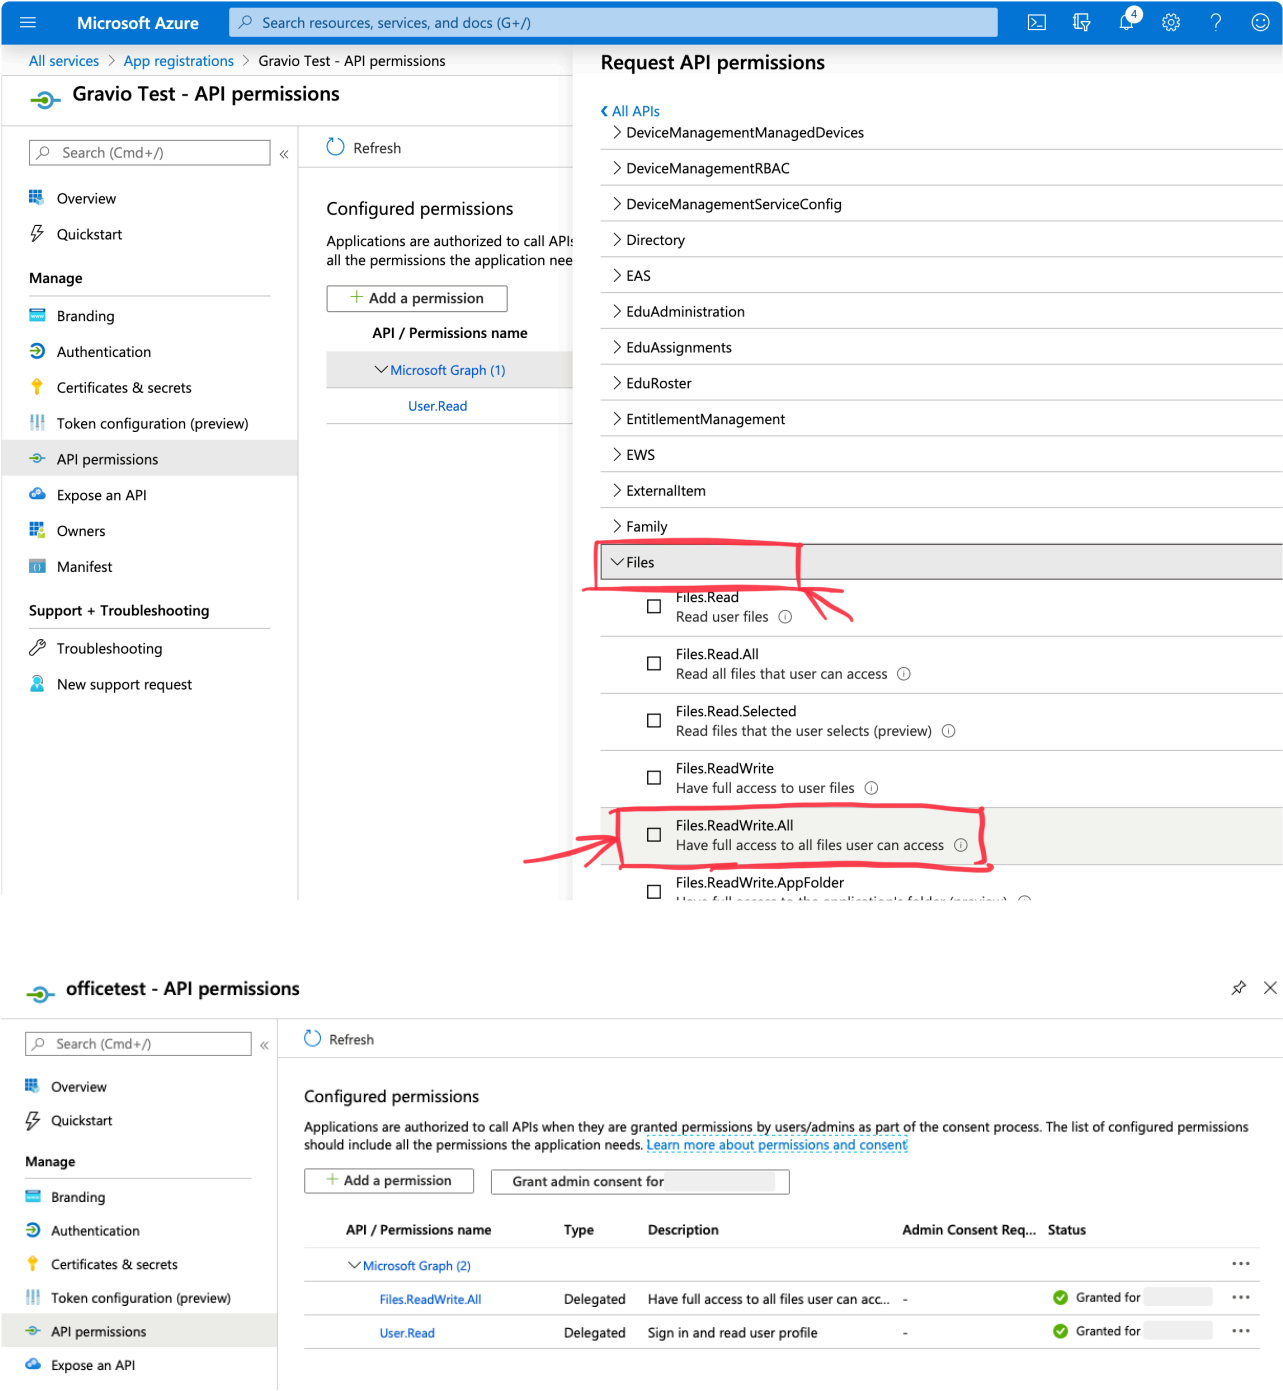 Microsoft Azure
Search resources, services, and docs (G+/)
4
All services > App registrations > Gravio Test - API permissions
Gravio Test - API permissions
Search (Cmd+/)
«
Overview
Quickstart
Manage
Branding
Authentication
Certificates & secrets
Token configuration (preview)
API permissions
Expose an API
Owners
Manifest
Support + Troubleshooting
Troubleshooting
New support request
Refresh
Configured permissions
Applications are authorized to call APIs
all the permissions the application nee
+ Add a permission
API / Permissions name
Microsoft Graph (1)
User.Read
Request API permissions
All APIs
DeviceManagementManagedDevices
DeviceManagementRBAC
DeviceManagementServiceConfig
Directory
EAS
EduAdministration
EduAssignments
EduRoster
EntitlementManagement
EWS
ExternalItem
Family
Files
Files.Read
Read user files
Files.Read.All
Read all files that user can access
Files.Read.Selected
Read files that the user selects (preview)
Files.ReadWrite
Have full access to user files
Files.ReadWrite.All
Have full access to all files user can access
Files.ReadWrite.AppFolder
Have full access to the application's folder (preview)
officetest - API permissions
Search (Cmd+/)
«
Overview
Quickstart
Manage
Branding
Authentication
Certificates & secrets
Token configuration (preview)
API permissions
Expose an API
Refresh
Configured permissions
Applications are authorized to call APIs when they are granted permissions by users/admins as part of the consent process. The list of configured permissions
should include all the permissions the application needs. Learn more about permissions and consent
+ Add a permission
Grant admin consent for
API / Permissions name Type Description Admin Consent Req... Status
Microsoft Graph (2) ...
Files.ReadWrite.All Delegated Have full access to all files user can acc... - Granted for ...
User.Read Delegated Sign in and read user profile - Granted for ...